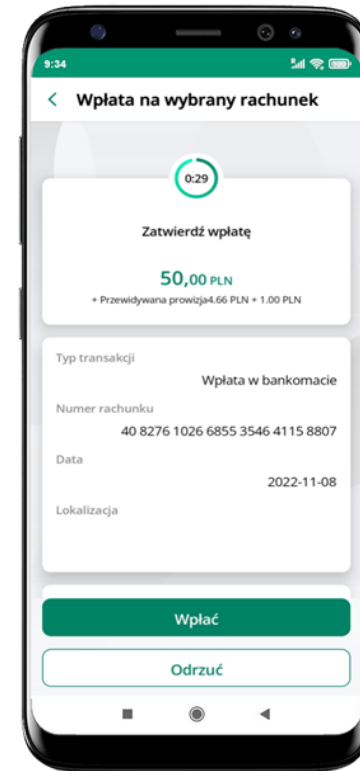 9:34
Wpłata na wybrany rachunek
0:29
Zatwierdź wpłatę
50,00 PLN
+ Przewidywana prowizja4.66 PLN + 1.00 PLN
Typ transakcji
Wpłata w bankomacie
Numer rachunku
40 8276 1026 6855 3546 4115 8807
Data
2022-11-08
Lokalizacja
Wpłać
Odrzuć